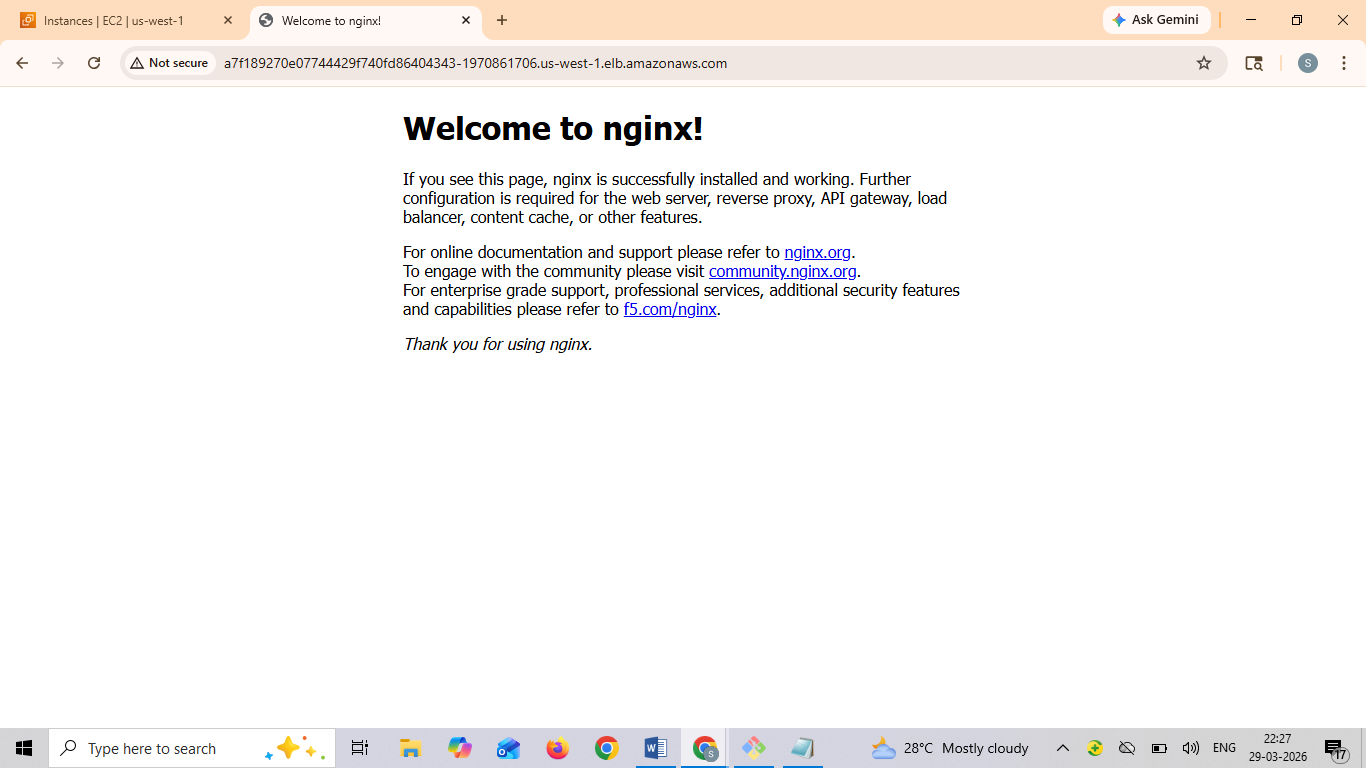 Instances | EC2 | us-west-1
Welcome to nginx!
Ask Gemini
Not secure
a7f189270e07744429f740fd86404343-1970861706.us-west-1.elb.amazonaws.com
S
Welcome to nginx!
If you see this page, nginx is successfully installed and working. Further
configuration is required for the web server, reverse proxy, API gateway, load
balancer, content cache, or other features.
For online documentation and support please refer to nginx.org.
To engage with the community please visit community.nginx.org.
For enterprise grade support, professional services, additional security features
and capabilities please refer to f5.com/nginx.
Thank you for using nginx.
Type here to search
28°C Mostly cloudy
ENG
22:27
29-03-2026
17